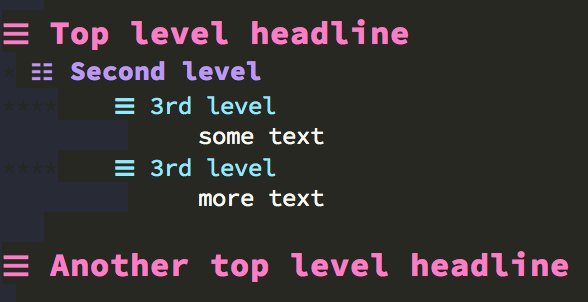 ☰ Top level headline
☷ Second level
☰ 3rd level
some text
☰ 3rd level
more text
☰ Another top level headline